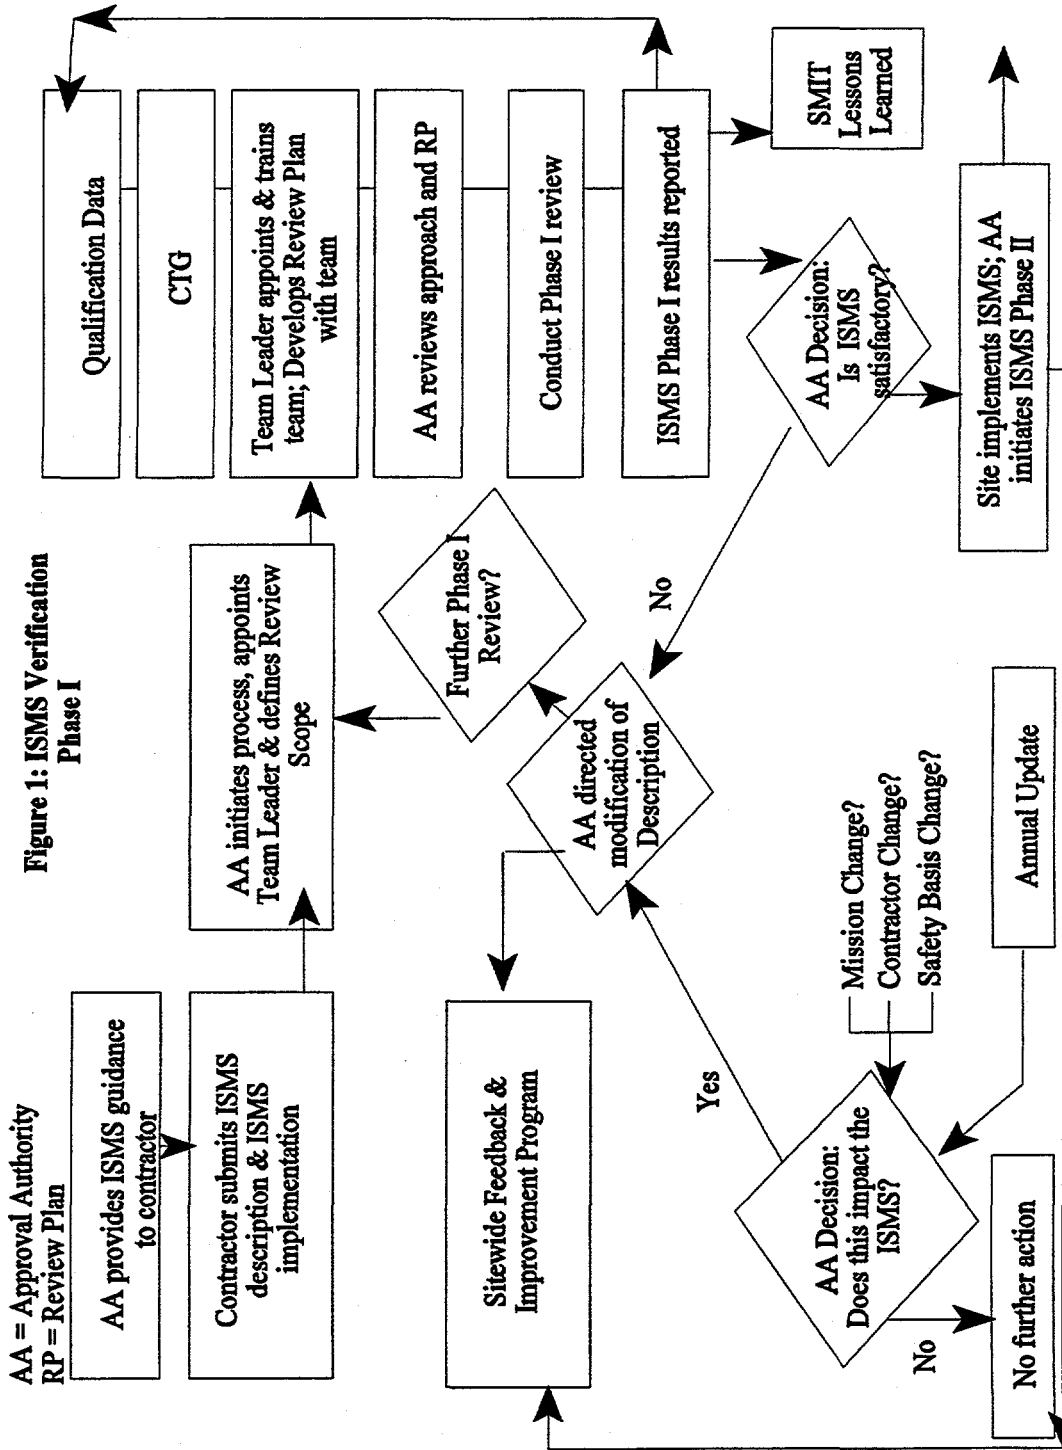 Figure 1: ISMS Verification
Phase I
AA = Approval Authority
RP = Review Plan
AA provides ISMS guidance
to contractor
Contractor submits ISMS
description & ISMS
implementation
AA initiates process, appoints
Team Leader & defines Review
Scope
Qualification Data
CTG
Team Leader appoints & trains
team; Develops Review Plan
with team
AA reviews approach and RP
Conduct Phase I review
ISMS Phase I results reported
SMIT
Lessons
Learned
Further Phase I
Review?
AA directed
modification of
Description
No
AA Decision:
Is ISMS
satisfactory?
Sitewide Feedback &
Improvement Program
Yes
Mission Change?
Contractor Change?
Safety Basis Change?
AA Decision:
Does this impact the
ISMS?
No
No further action
Annual Update
Site implements ISMS; AA
initiates ISMS Phase II